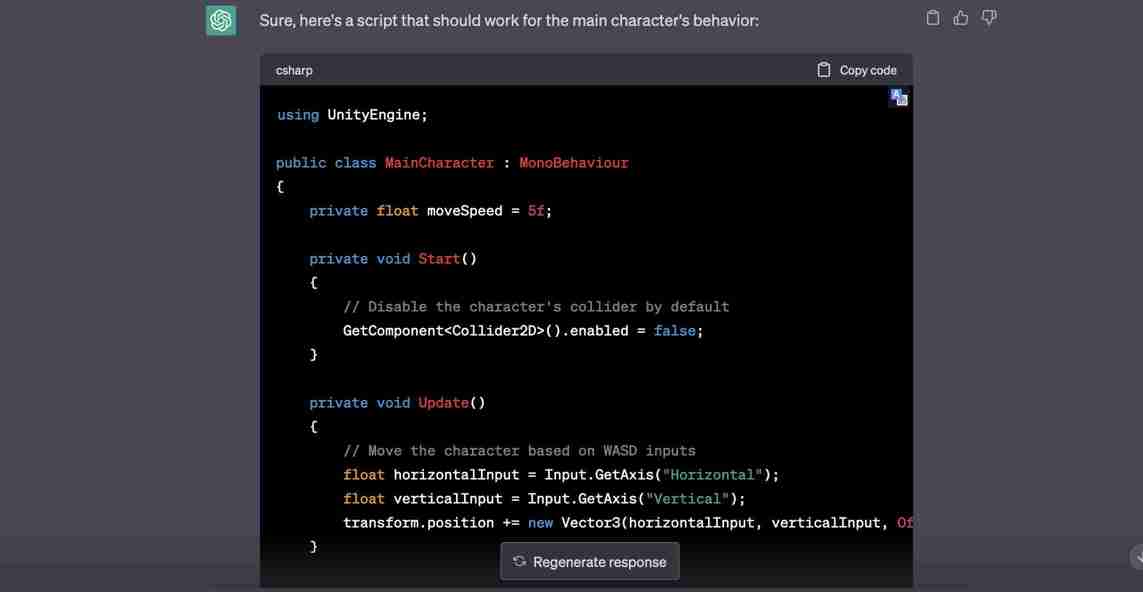 Sure, here's a script that should work for the main character's behavior:
csharp
Copy code
using UnityEngine;
public class MainCharacter : MonoBehaviour
{
private float moveSpeed = 5f;
private void Start()
{
// Disable the character's collider by default
GetComponent<Collider2D>().enabled = false;
}
private void Update()
{
// Move the character based on WASD inputs
float horizontalInput = Input.GetAxis("Horizontal");
float verticalInput = Input.GetAxis("Vertical");
transform.position += new Vector3(horizontalInput, verticalInput, 0f
}
Regenerate response